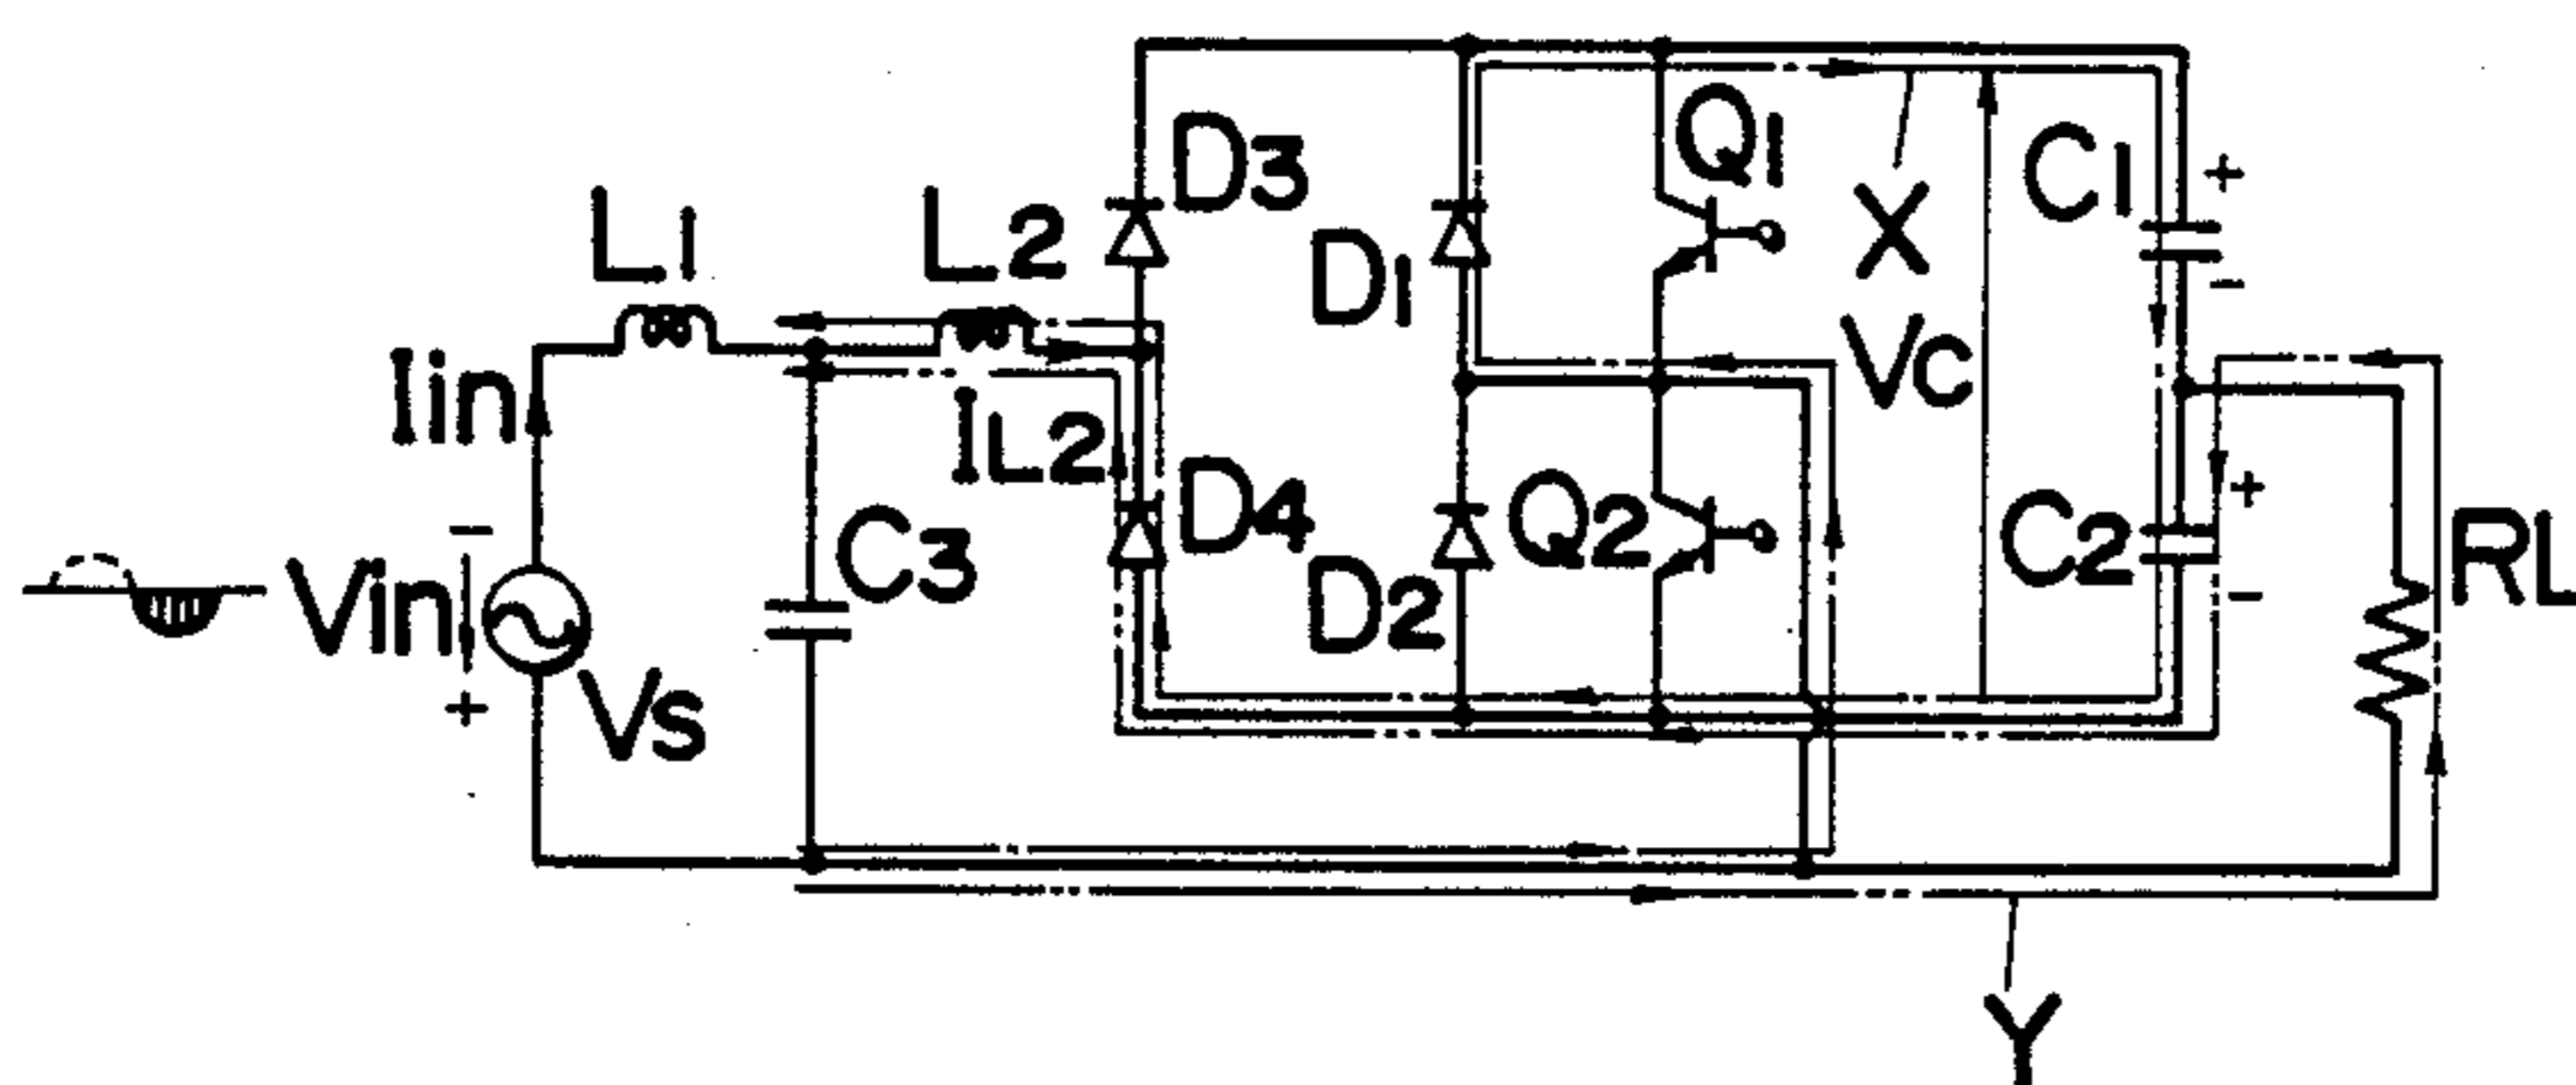 D3
Q1
C1
+
L1
L2
D1
X
-
Iin
Vc
IL2
D4
Q2
C2
+
RL
-
C3
D2
-
Vin
+
Vs
Y